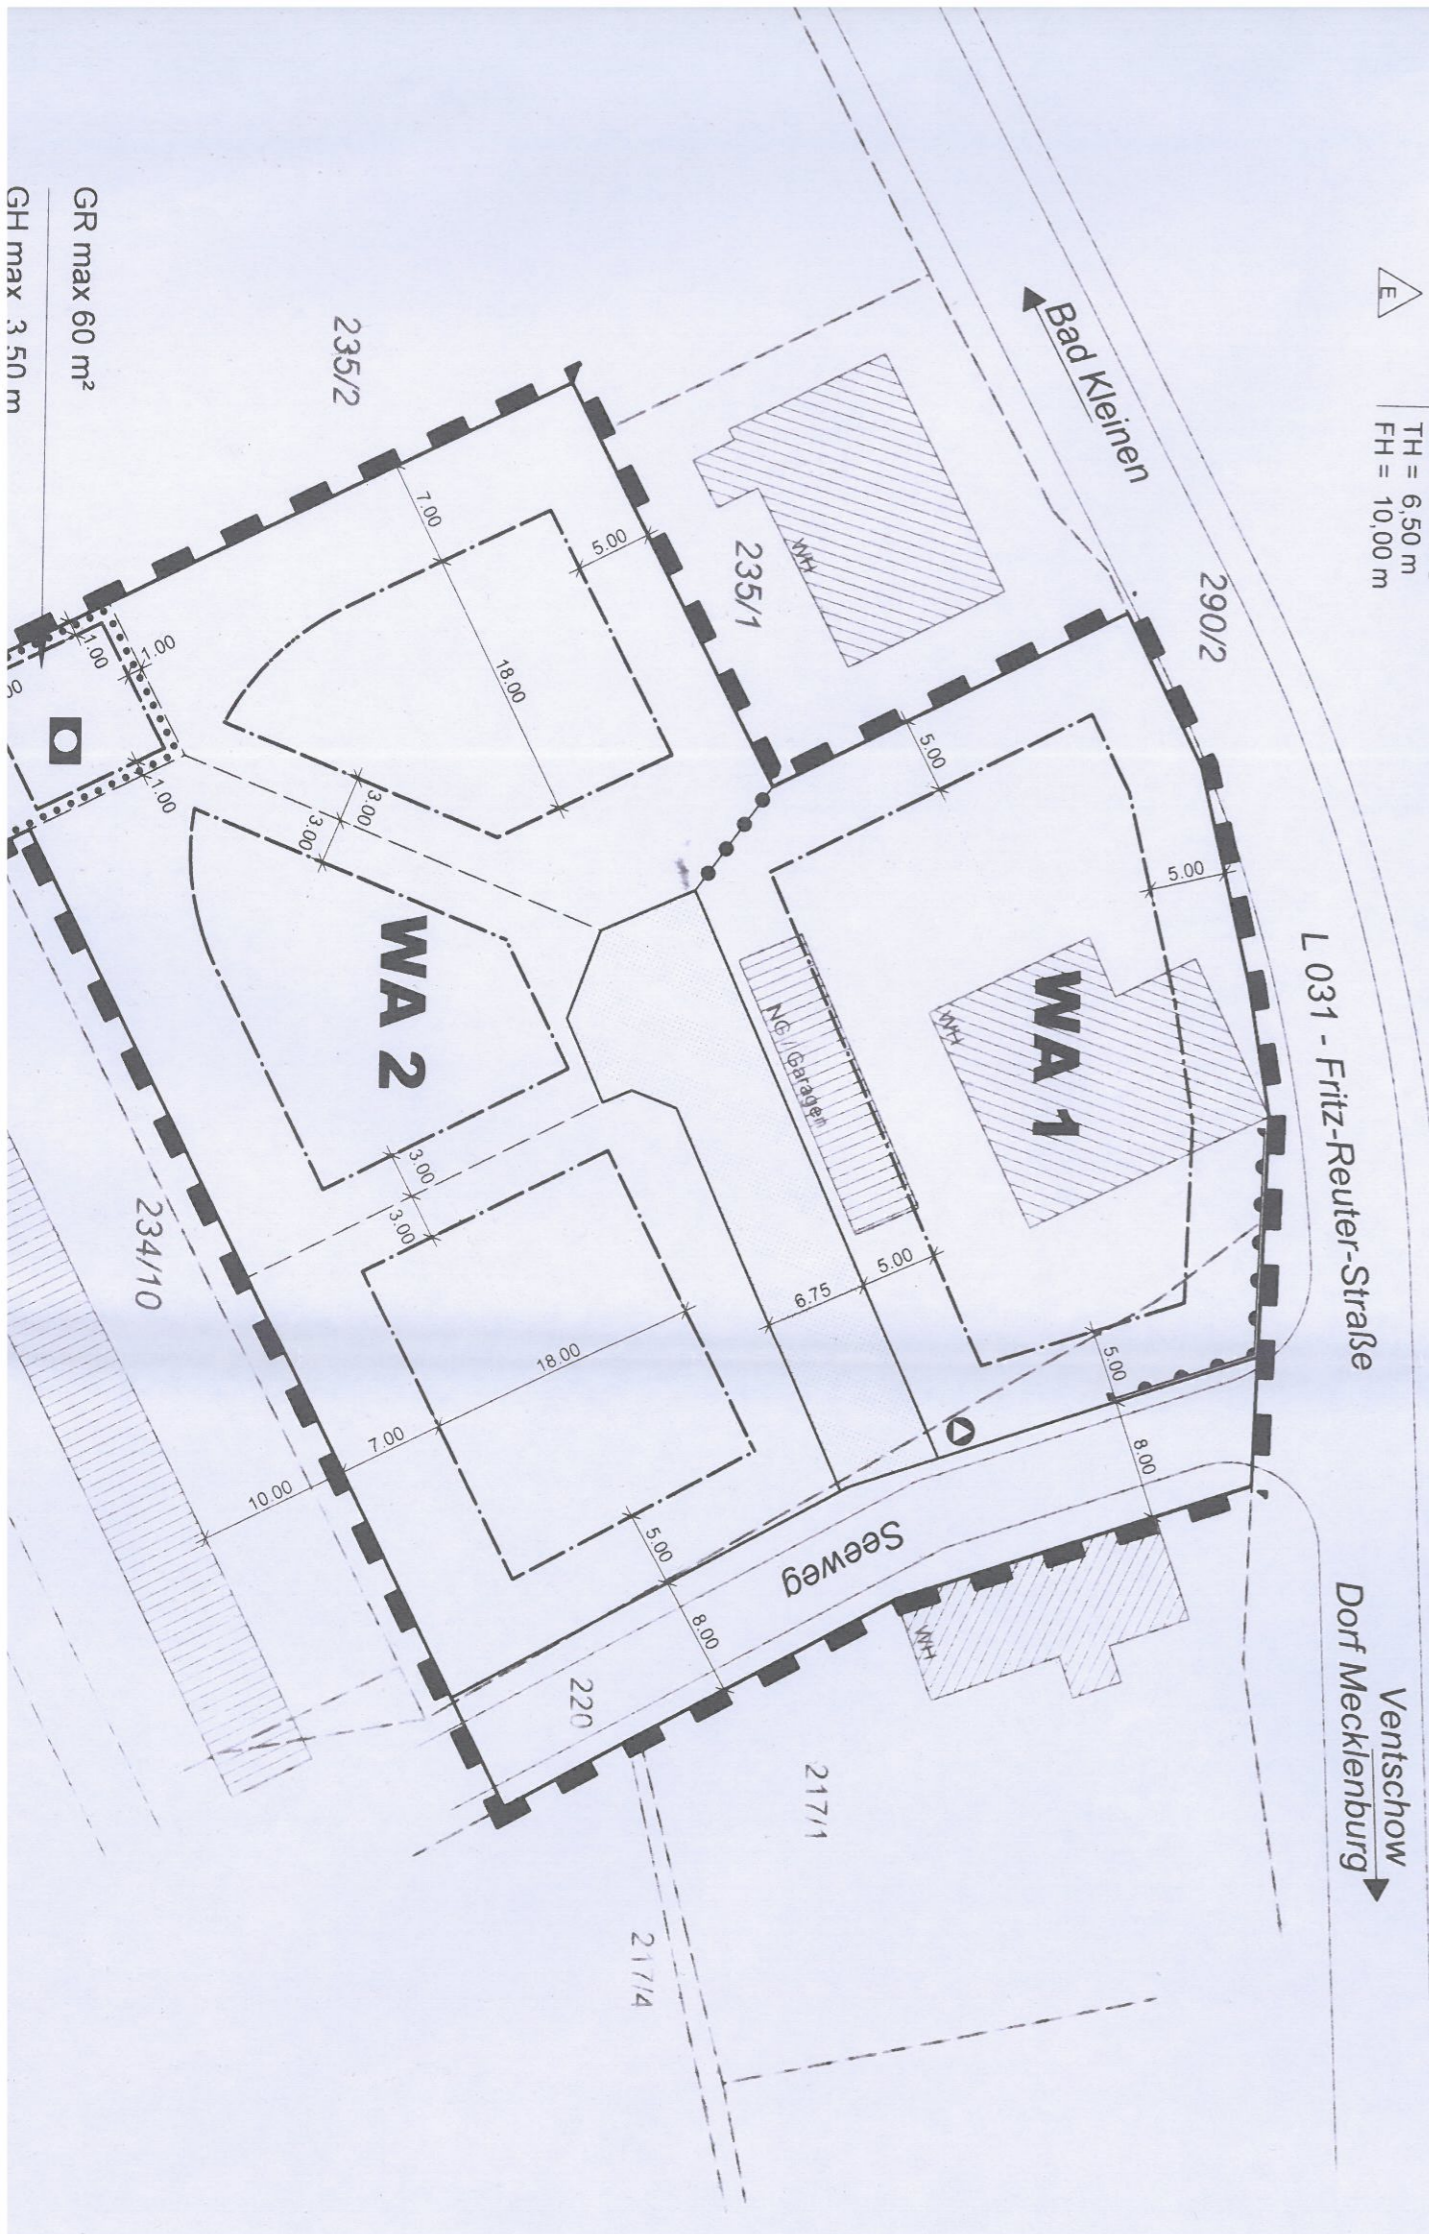 E
TH = 6,50 m
FH = 10,00 m
Bad Kleinen
290/2
L 031 - Fritz-Reuter-Straße
Ventschow
Dorf Mecklenburg
WH
235/1
5.00
5.00
WA 1
WH
NG / Garagen
5.00
5.00
8.00
6.75
235/2
7.00
5.00
18.00
3.00
3.00
WA 2
3.00
3.00
18.00
7.00
10.00
5.00
8.00
Seeweg
WH
220
217/1
217/4
234/10
GR max 60 m²
GH max 3.50 m
1.00
1.00
1.00